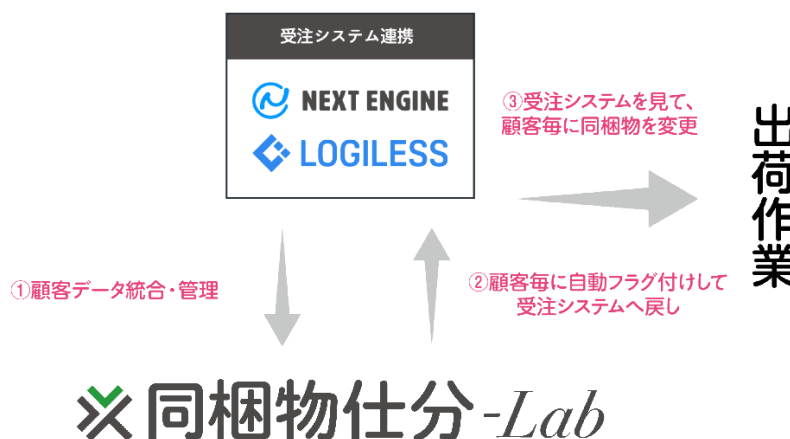 受注システム連携
NEXT ENGINE
LOGILESS
③受注システムを見て、
顧客毎に同梱物を変更
出荷作業
①顧客データ統合・管理
②顧客毎に自動フラグ付けして
受注システムへ戻し
同梱物仕分-Lab